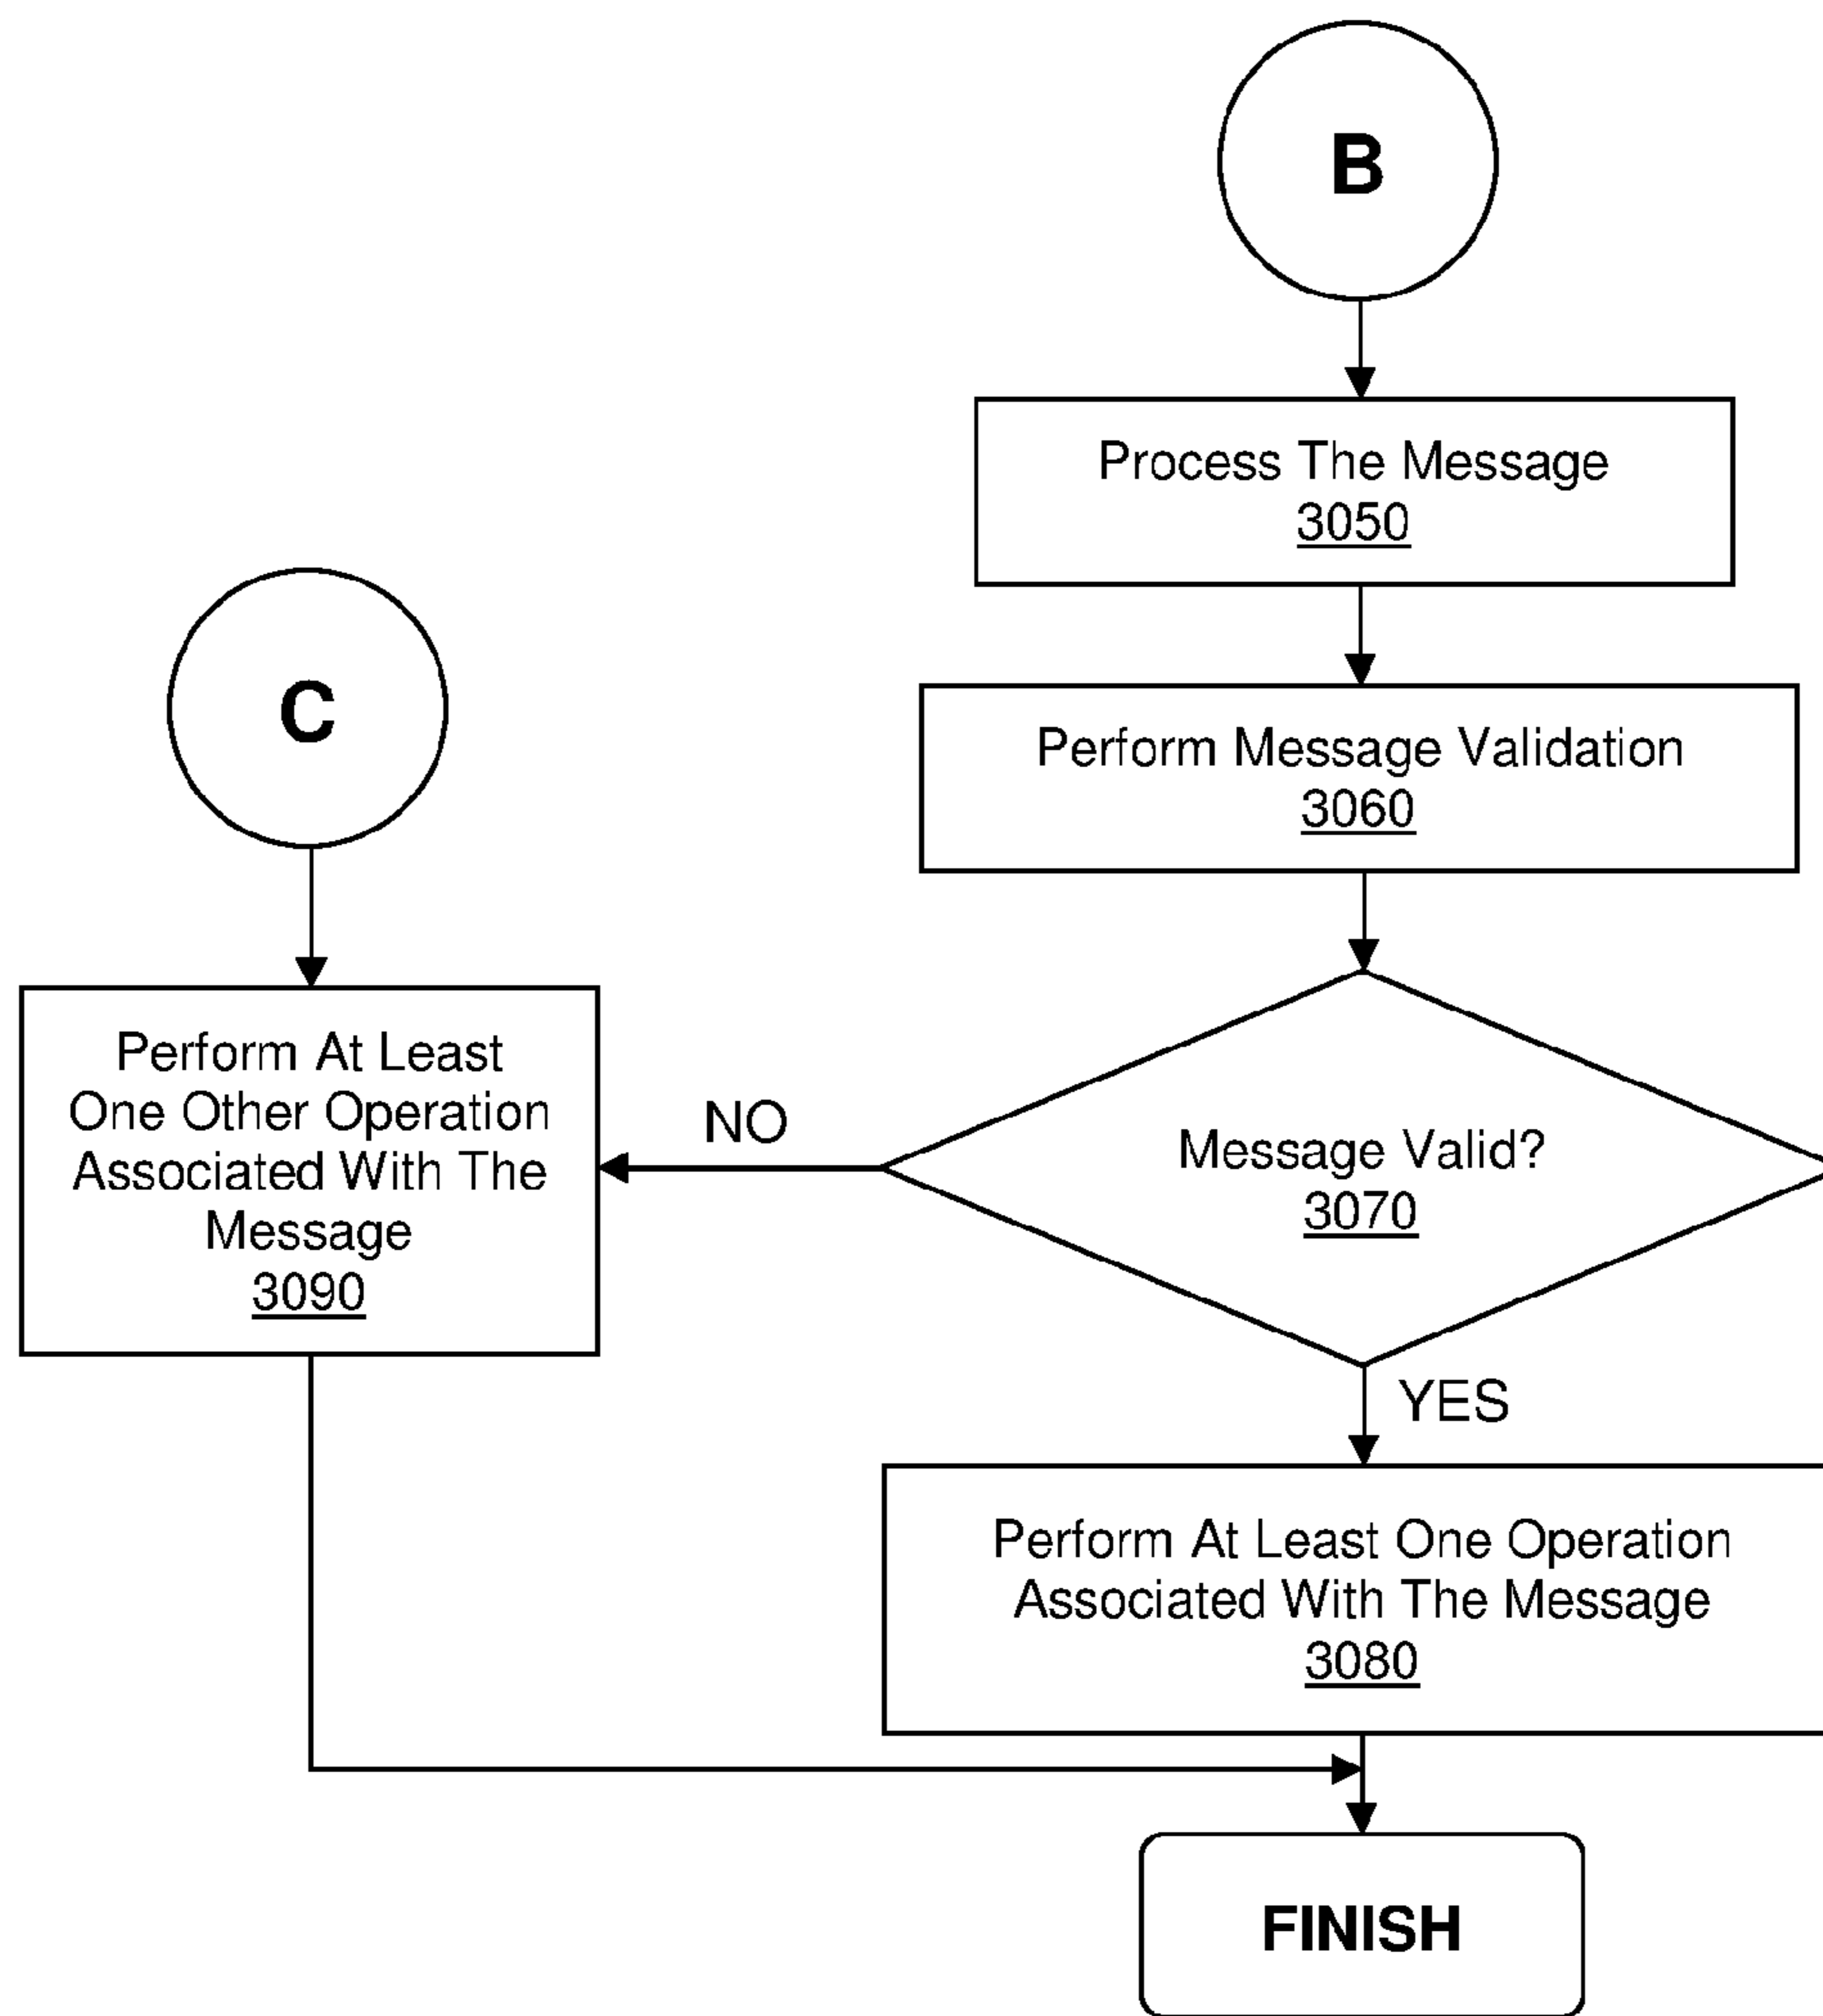 B
Process The Message
3050
Perform Message Validation
3060
C
Perform At Least
One Other Operation
Associated With The
Message
3090
NO
Message Valid?
3070
YES
Perform At Least One Operation
Associated With The Message
3080
FINISH